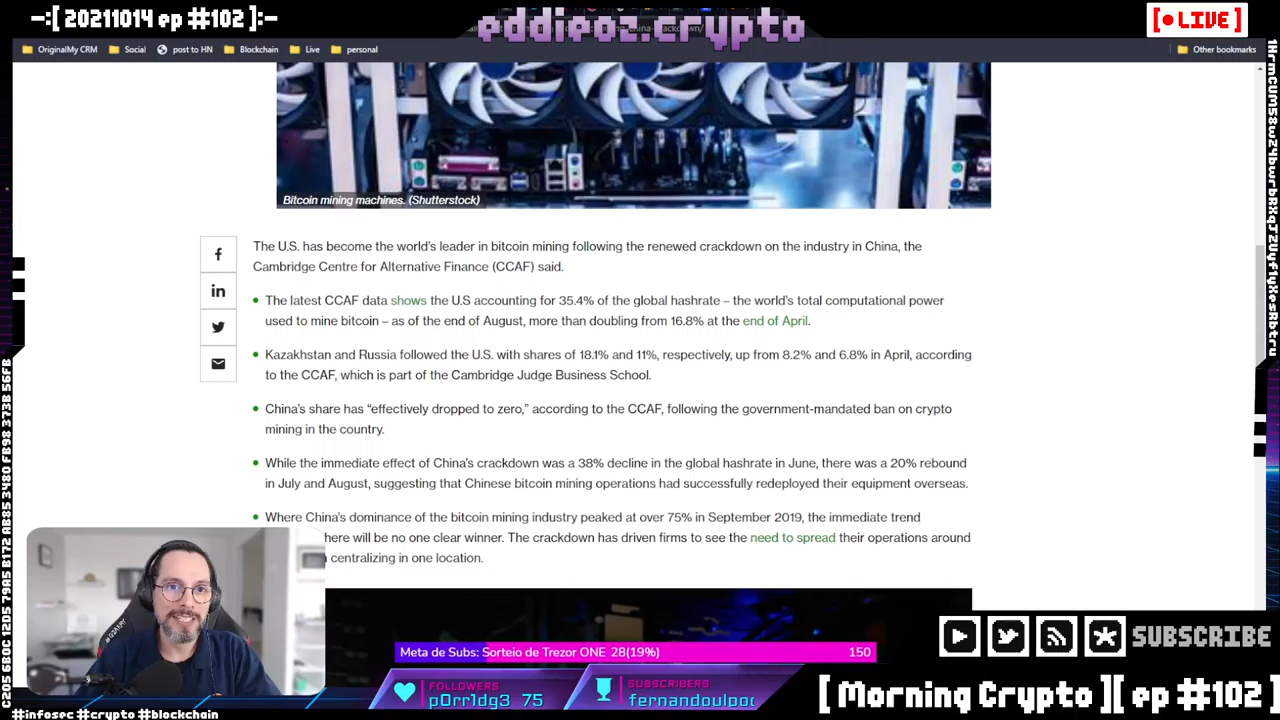 -:[ 20211014 ep #102 ]:-
eddieoz.crypto
[● LIVE]
OriginalMy CRM
Social
post to HN
Blockchain
Live
personal
Other bookmarks
Bitcoin mining machines. (Shutterstock)
The U.S. has become the world's leader in bitcoin mining following the renewed crackdown on the industry in China, the
Cambridge Centre for Alternative Finance (CCAF) said.
The latest CCAF data shows the U.S accounting for 35.4% of the global hashrate – the world's total computational power
used to mine bitcoin – as of the end of August, more than doubling from 16.8% at the end of April.
Kazakhstan and Russia followed the U.S. with shares of 18.1% and 11%, respectively, up from 8.2% and 6.8% in April, according
to the CCAF, which is part of the Cambridge Judge Business School.
China's share has “effectively dropped to zero,” according to the CCAF, following the government-mandated ban on crypto
mining in the country.
While the immediate effect of China's crackdown was a 38% decline in the global hashrate in June, there was a 20% rebound
in July and August, suggesting that Chinese bitcoin mining operations had successfully redeployed their equipment overseas.
Where China's dominance of the bitcoin mining industry peaked at over 75% in September 2019, the immediate trend
here will be no one clear winner. The crackdown has driven firms to see the need to spread their operations around
centralizing in one location.
Meta de Subs: Sorteio de Trezor ONE 28(19%)
150
SUBSCRIBE
FOLLOWERS
p0rr1dg3 75
SUBSCRIBERS
fernandoulpoc
[ Morning Crypto ][ ep #102 ]
#infosec #crypto #blockchain